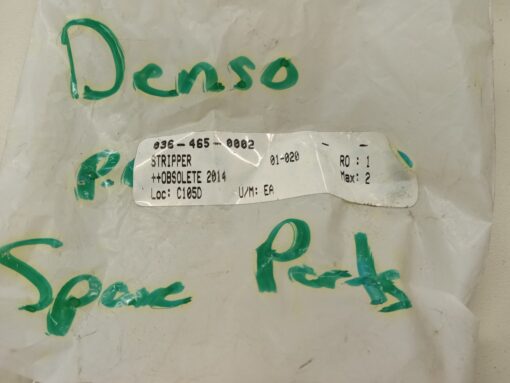 Denso
036-465-0002 - -
STRIPPER 01-020 RO : 1
++OBSOLETE 2014 Max: 2
Loc: C105D U/M: EA
Spare Parts